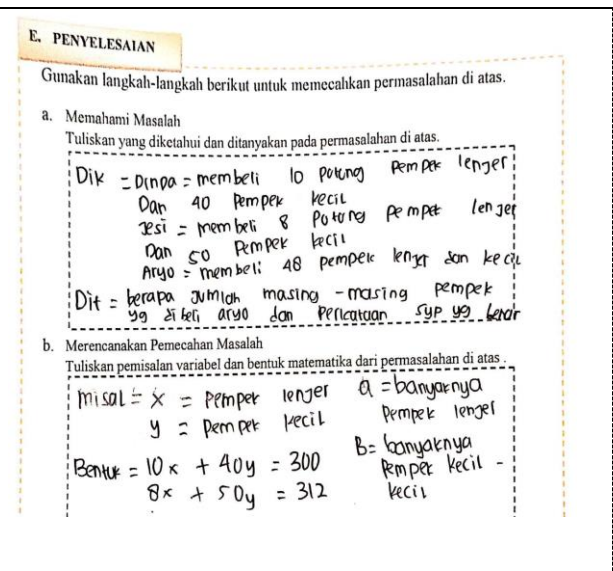 E. PENYELESAIAN
Gunakan langkah-langkah berikut untuk memecahkan permasalahan di atas.
a. Memahami Masalah
Tuliskan yang diketahui dan ditanyakan pada permasalahan di atas.
Dik = Dinda = membeli 10 Potong Pempek lenjer
Dan 40 Pempek kecil
Jesi = membeli 8 Potong Pempek lenjer
Dan 50 Pempek kecil
Aryo = membeli 48 pempek lenjer dan kecil
Dit = berapa Jumlah masing - masing pempek
yg di beli aryo dan Perkataan syp yg benar
b. Merencanakan Pemecahan Masalah
Tuliskan pemisalan variabel dan bentuk matematika dari permasalahan di atas .
misal = x = Pempek lenjer
y = Pempek kecil
Bentuk = 10x + 40y = 300
8x + 50y = 312
a = banyaknya
Pempek lenjer
B = banyaknya
Pempek kecil -
kecil